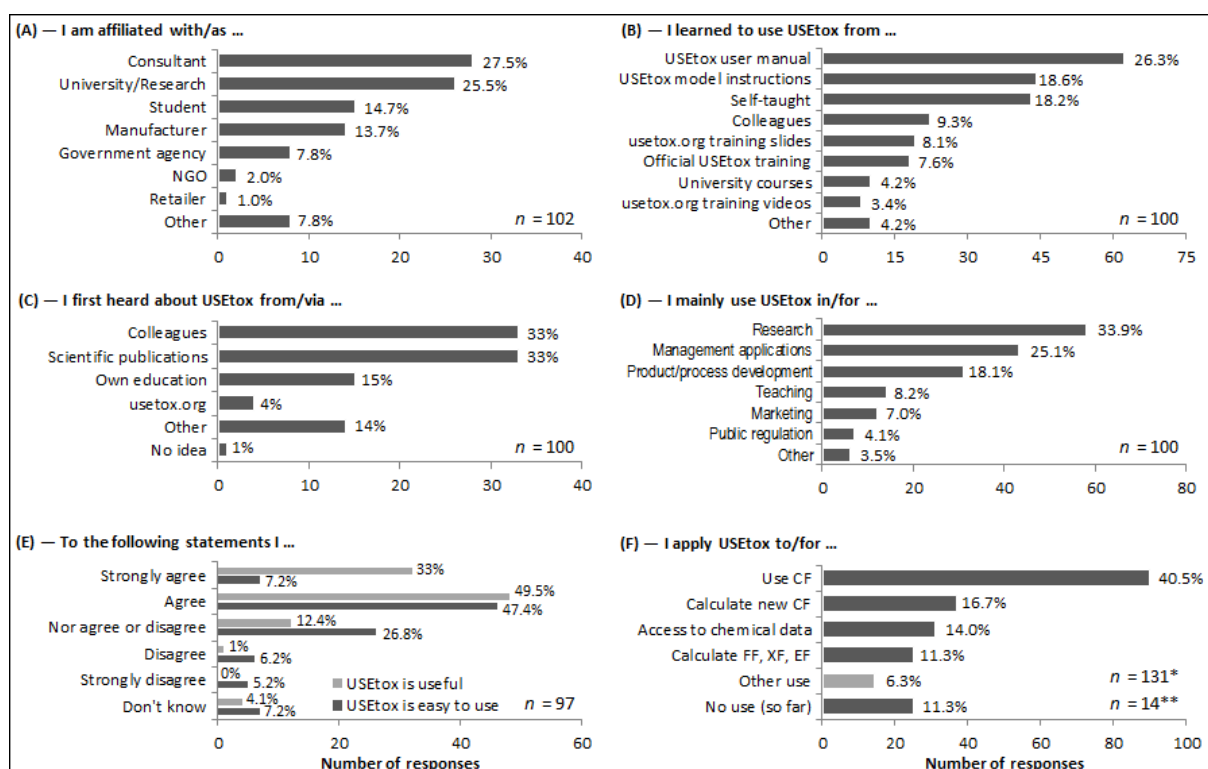 (A) — I am affiliated with/as ...
Consultant 27.5%
University/Research 25.5%
Student 14.7%
Manufacturer 13.7%
Government agency 7.8%
NGO 2.0%
Retailer 1.0%
Other 7.8%
n = 102
0 10 20 30 40
(B) — I learned to use USEtox from ...
USEtox user manual 26.3%
USEtox model instructions 18.6%
Self-taught 18.2%
Colleagues 9.3%
usetox.org training slides 8.1%
Official USEtox training 7.6%
University courses 4.2%
usetox.org training videos 3.4%
Other 4.2%
n = 100
0 15 30 45 60 75
(C) — I first heard about USEtox from/via ...
Colleagues 33%
Scientific publications 33%
Own education 15%
usetox.org 4%
Other 14%
No idea 1%
n = 100
0 10 20 30 40
(D) — I mainly use USEtox in/for ...
Research 33.9%
Management applications 25.1%
Product/process development 18.1%
Teaching 8.2%
Marketing 7.0%
Public regulation 4.1%
Other 3.5%
n = 100
0 20 40 60 80
(E) — To the following statements I ...
Strongly agree 33% 7.2%
Agree 49.5% 47.4%
Nor agree or disagree 12.4% 26.8%
Disagree 1% 6.2%
Strongly disagree 0% 5.2%
Don't know 4.1% 7.2%
USEtox is useful
USEtox is easy to use
n = 97
0 20 40 60
Number of responses
(F) — I apply USEtox to/for ...
Use CF 40.5%
Calculate new CF 16.7%
Access to chemical data 14.0%
Calculate FF, XF, EF 11.3%
Other use 6.3%
No use (so far) 11.3%
n = 131*
n = 14**
0 20 40 60 80 100
Number of responses